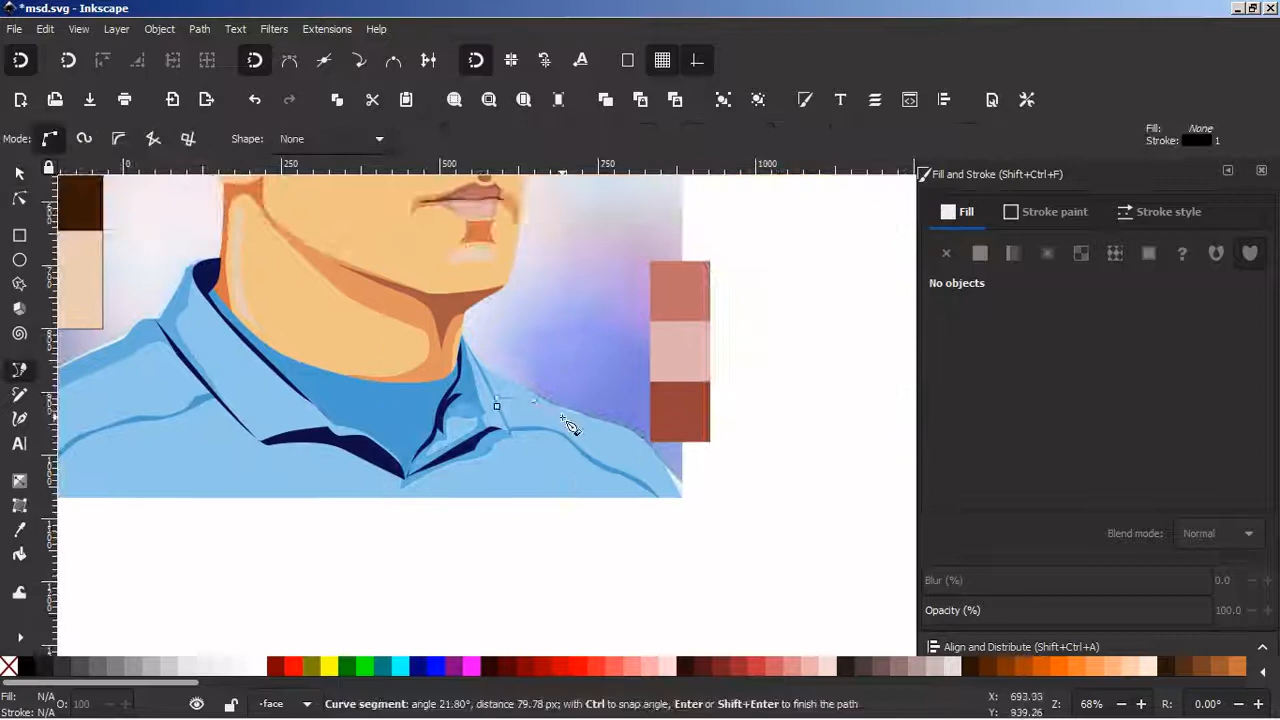 *msd.svg - Inkscape
File Edit View Layer Object Path Text Filters Extensions Help
Mode: Shape: None
Fill: None
Stroke: 1
0 250 500 750 1000
Fill and Stroke (Shift+Ctrl+F)
Fill Stroke paint Stroke style
No objects
Blend mode: Normal
Blur (%) 0.0
Opacity (%) 100.0
Align and Distribute (Shift+Ctrl+A)
Fill: N/A
Stroke: N/A
O: 100
-face
Curve segment: angle 21.80°, distance 79.78 px; with Ctrl to snap angle, Enter or Shift+Enter to finish the path
X: 693.33
Y: 939.26
Z: 68%
R: 0.00°